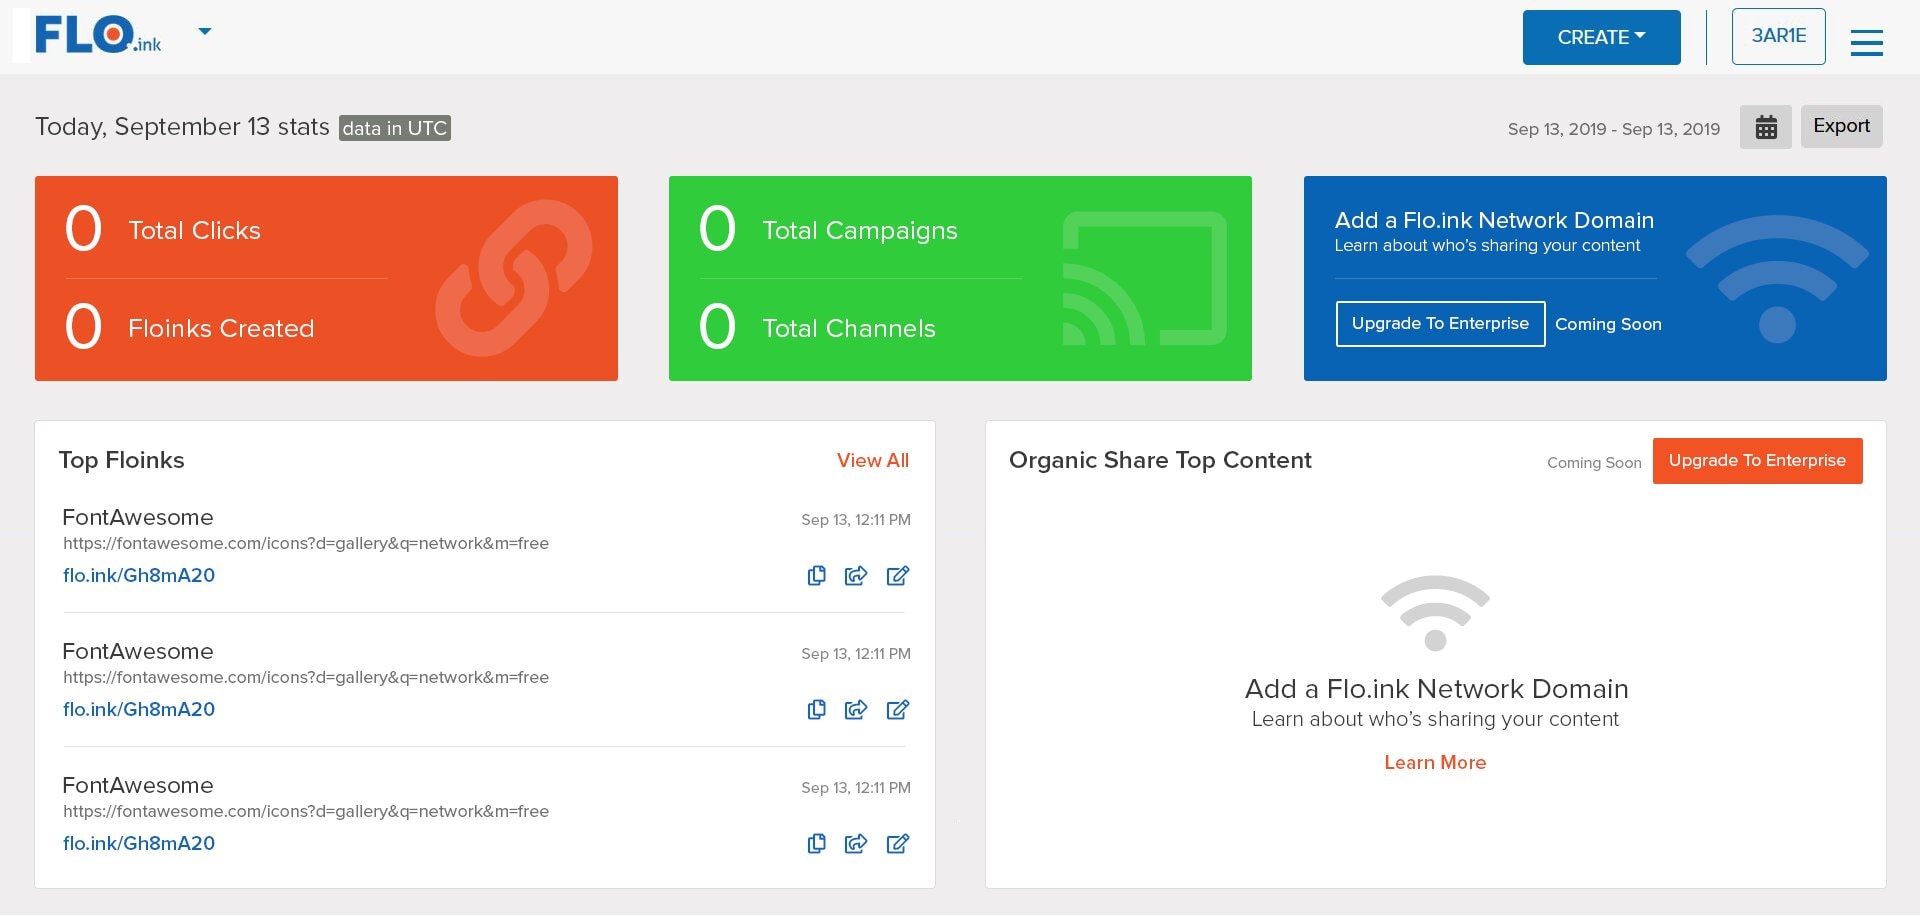 FLO.ink
CREATE
3AR1E
Today, September 13 stats data in UTC
Sep 13, 2019 - Sep 13, 2019
Export
0 Total Clicks
0 Floinks Created
0 Total Campaigns
0 Total Channels
Add a Flo.ink Network Domain
Learn about who's sharing your content
Upgrade To Enterprise Coming Soon
Top Floinks
View All
FontAwesome
Sep 13, 12:11 PM
https://fontawesome.com/icons?d=gallery&q=network&m=free
flo.ink/Gh8mA20
FontAwesome
Sep 13, 12:11 PM
https://fontawesome.com/icons?d=gallery&q=network&m=free
flo.ink/Gh8mA20
FontAwesome
Sep 13, 12:11 PM
https://fontawesome.com/icons?d=gallery&q=network&m=free
flo.ink/Gh8mA20
Organic Share Top Content
Coming Soon
Upgrade To Enterprise
Add a Flo.ink Network Domain
Learn about who's sharing your content
Learn More